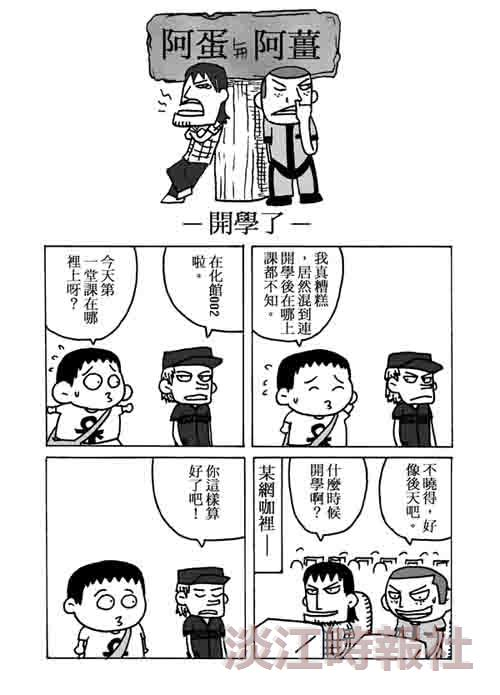 阿蛋與阿薑
—開學了—
今天第
一堂課在哪
裡上呀？
在化館002
啦。
我真糟糕
，居然混到連
開學後在哪上
課都不知。
你這樣算
好了吧！
某網咖裡—
什麼時候
開學啊？
不曉得，好
像後天吧。
淡江時報社